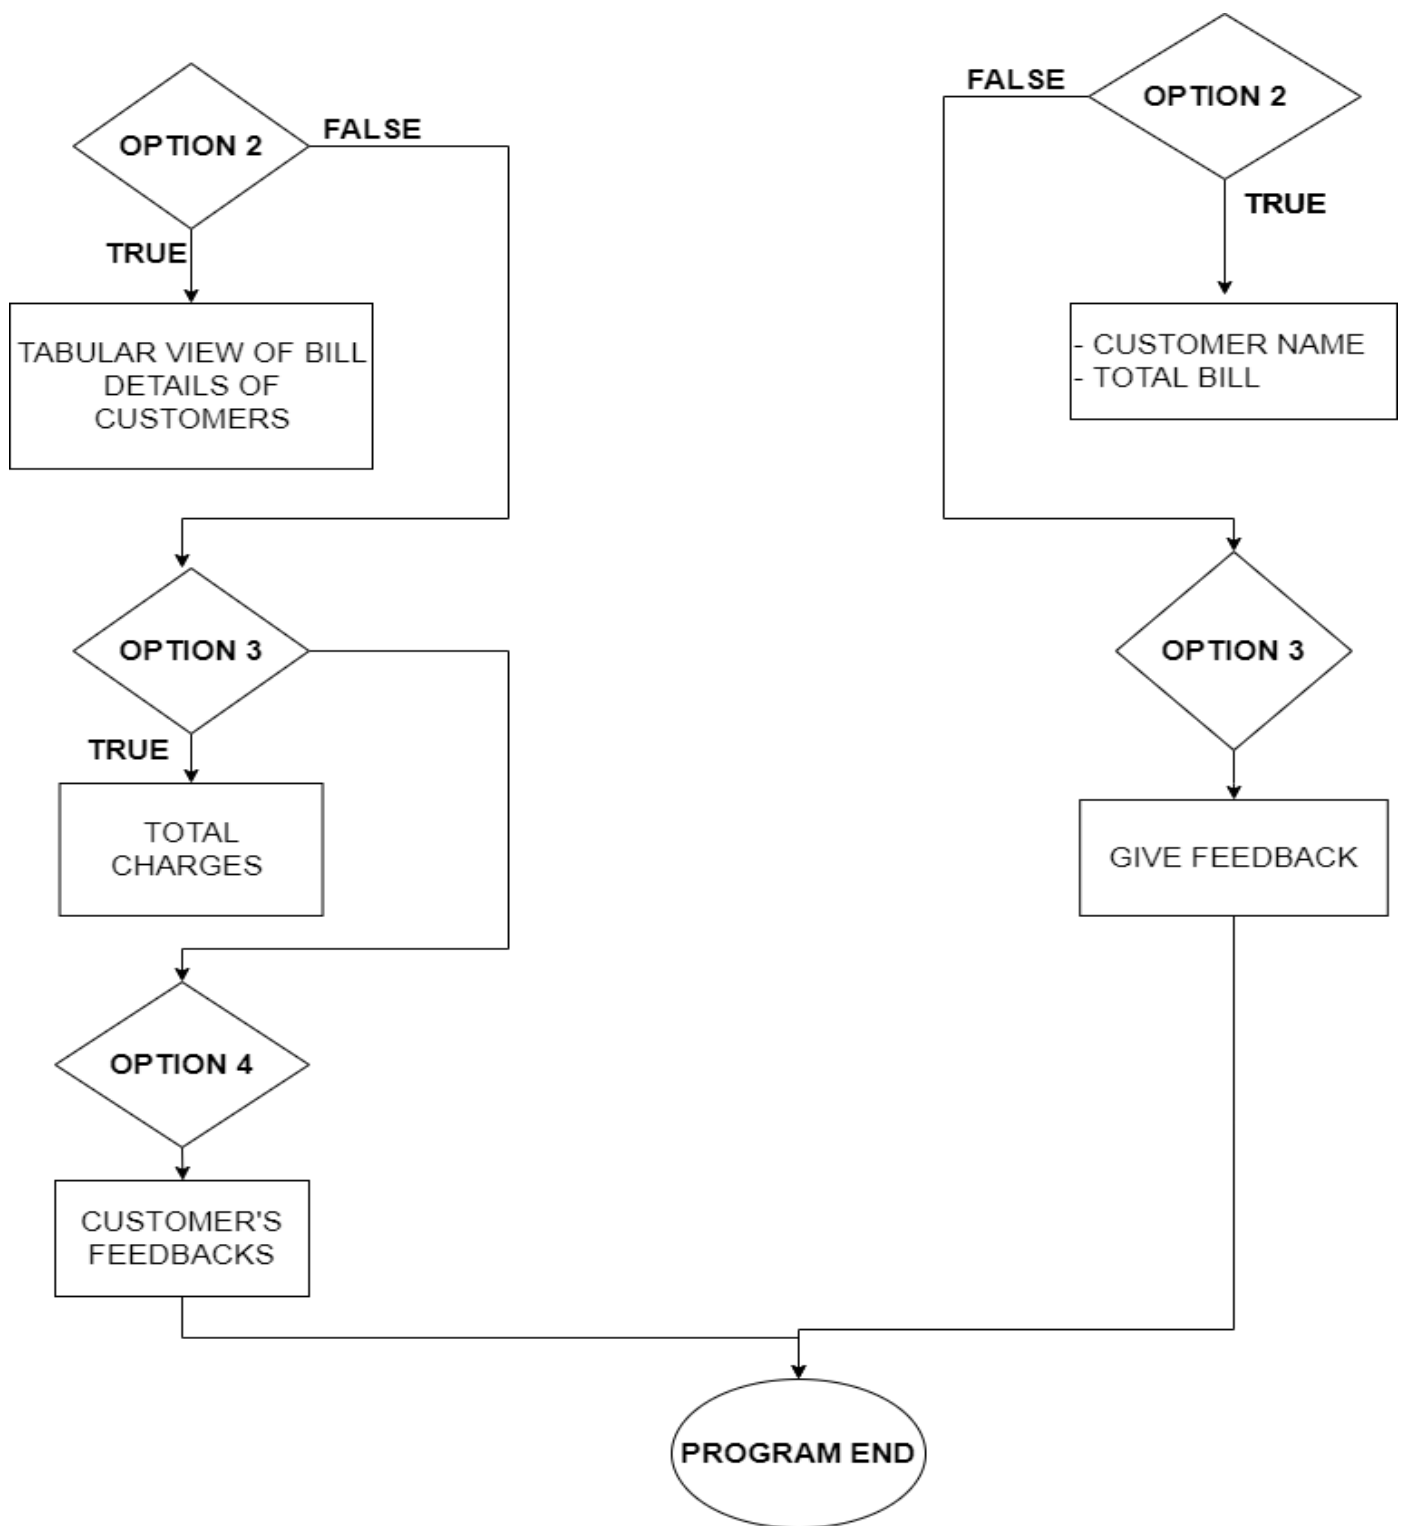 OPTION 2
FALSE
TRUE
TABULAR VIEW OF BILL
DETAILS OF
CUSTOMERS
OPTION 3
TRUE
TOTAL
CHARGES
OPTION 4
CUSTOMER'S
FEEDBACKS
FALSE
OPTION 2
TRUE
- CUSTOMER NAME
- TOTAL BILL
OPTION 3
GIVE FEEDBACK
PROGRAM END